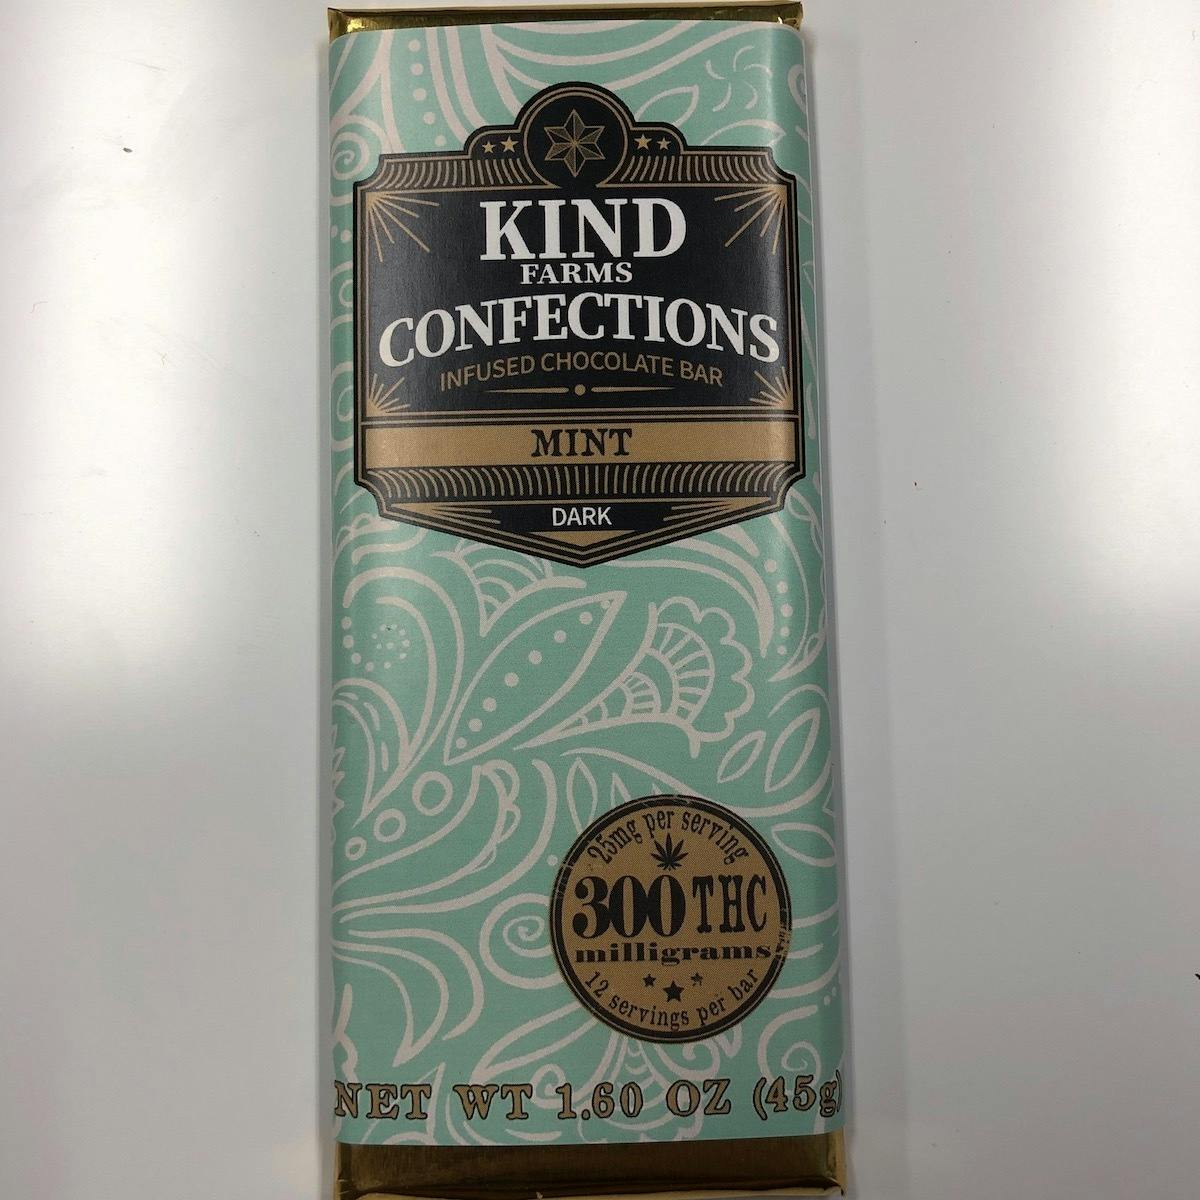 KIND
FARMS
CONFECTIONS
INFUSED CHOCOLATE BAR
MINT
DARK
25mg per serving
300 THC
milligrams
12 servings per bar
NET WT 1.60 OZ (45g)